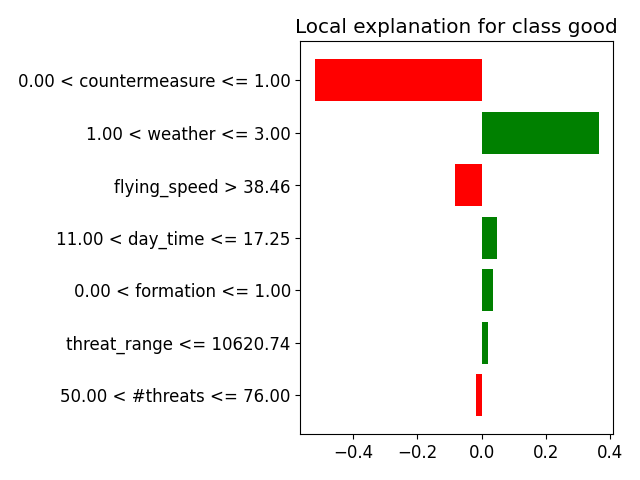 Local explanation for class good
0.00 < countermeasure <= 1.00
1.00 < weather <= 3.00
flying_speed > 38.46
11.00 < day_time <= 17.25
0.00 < formation <= 1.00
threat_range <= 10620.74
50.00 < #threats <= 76.00
−0.4 −0.2 0.0 0.2 0.4